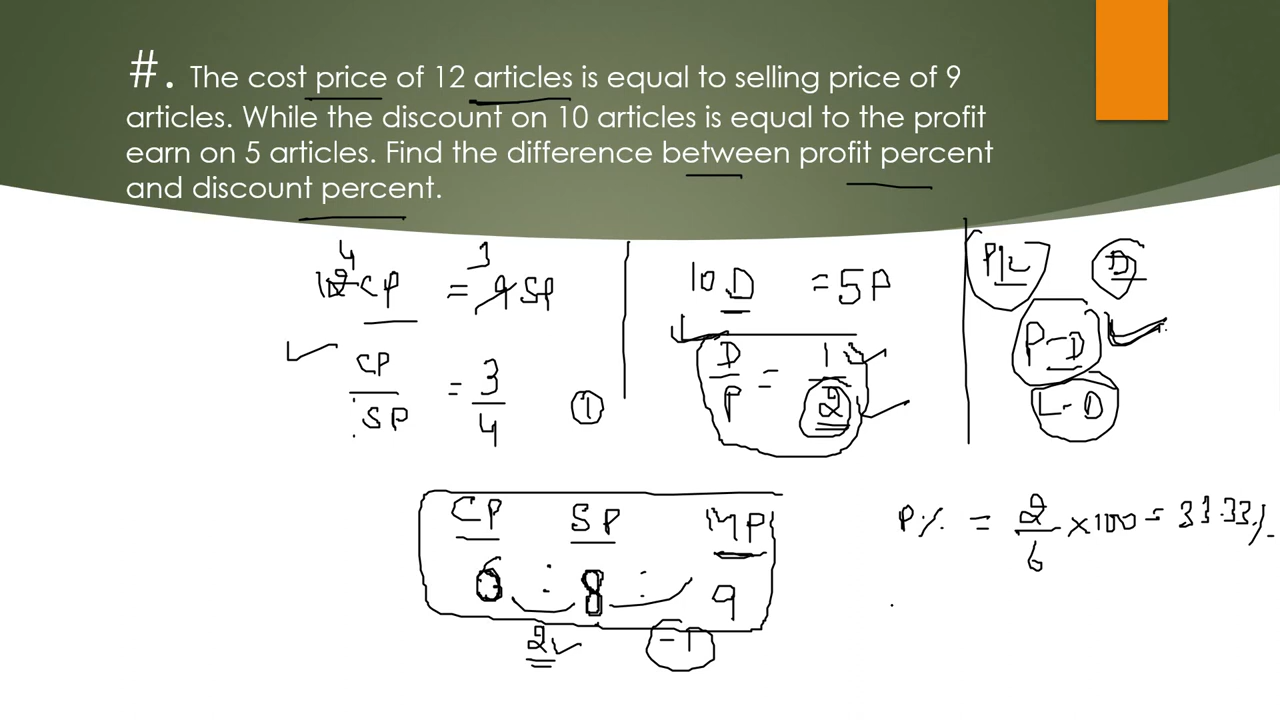 #. The cost price of 12 articles is equal to selling price of 9
articles. While the discount on 10 articles is equal to the profit
earn on 5 articles. Find the difference between profit percent
and discount percent.
4 3
12 CP = 9 SP
CP/SP = 3/4 ①
10 D = 5P
D/P = 1/2
P|L D
P-D
L-D
CP SP MP
6 : 8 : 9
2 -1
P% = 2/6 ×100 = 33.33%